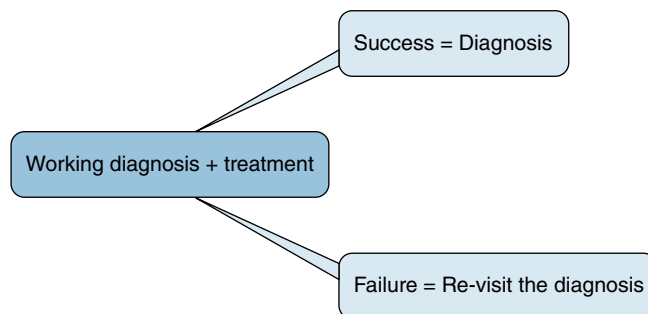 Success = Diagnosis
Working diagnosis + treatment
Failure = Re-visit the diagnosis